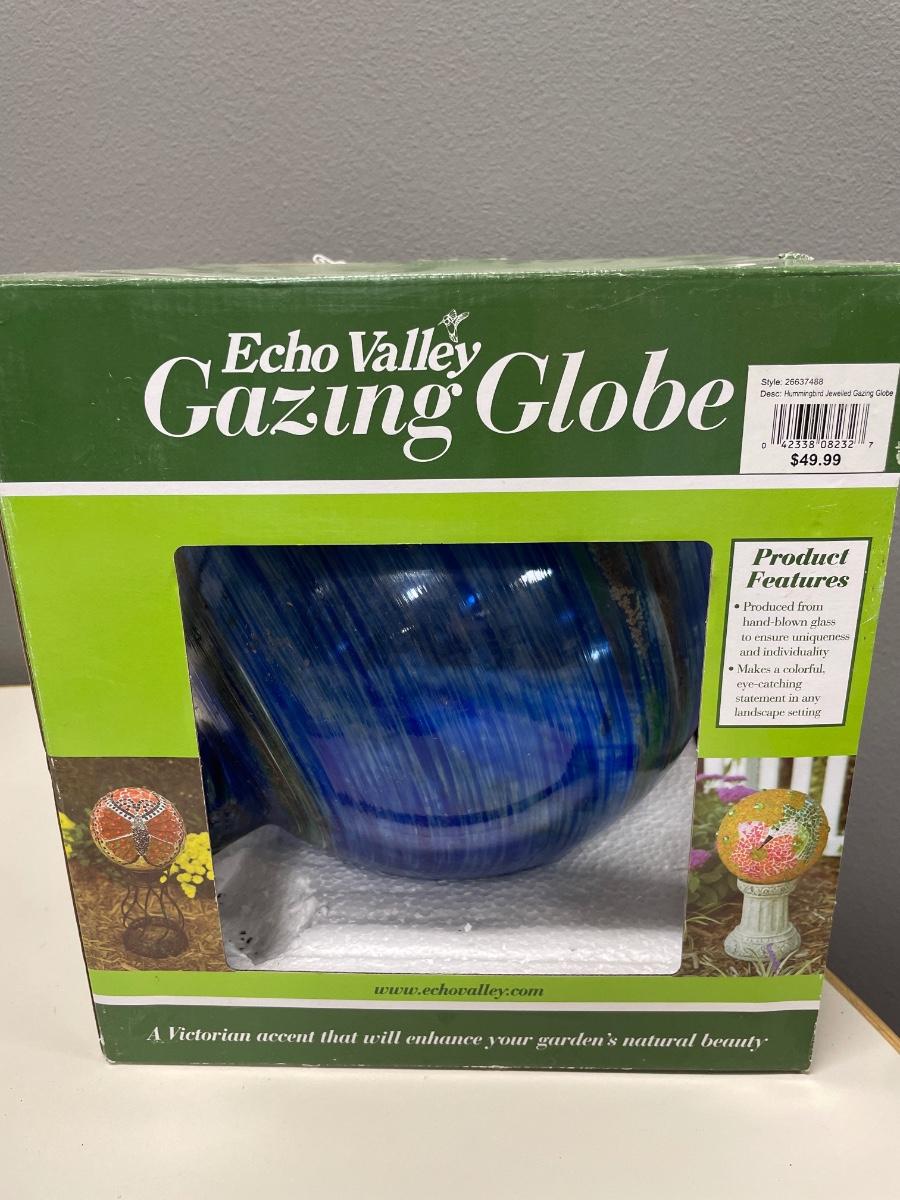 Echo Valley
Gazing Globe
Style: 26637488
Desc: Hummingbird Jewelled Gazing Globe
0 42338 08232 7
$49.99
Product
Features
• Produced from
hand-blown glass
to ensure uniqueness
and individuality
• Makes a colorful,
eye-catching
statement in any
landscape setting
www.echovalley.com
A Victorian accent that will enhance your garden's natural beauty